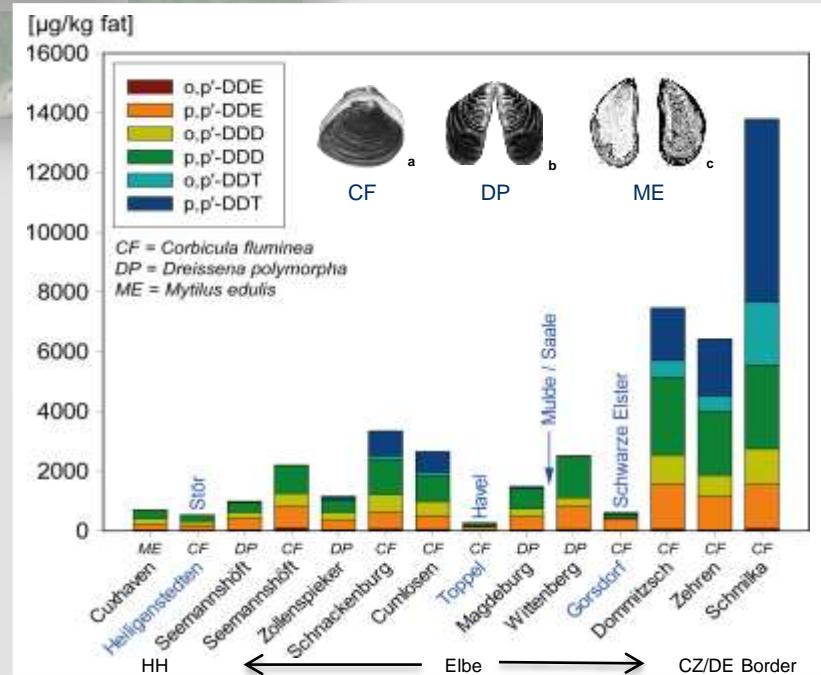 [µg/kg fat]
16000
14000
12000
10000
8000
6000
4000
2000
0
o,p'-DDE
p,p'-DDE
o,p'-DDD
p,p'-DDD
o,p'-DDT
p,p'-DDT
CF = Corbicula fluminea
DP = Dreissena polymorpha
ME = Mytilus edulis
a
b
c
CF
DP
ME
Stör
Havel
Mulde / Saale
Schwarze Elster
ME CF DP CF DP CF CF CF DP DP CF CF CF CF
Cuxhaven
Heiligenstedten
Seemannshöft
Seemannshöft
Zollenspieker
Schnackenburg
Cumlosen
Toppel
Magdeburg
Wittenberg
Gorsdorf
Dommitzsch
Zehren
Schmilka
HH Elbe CZ/DE Border